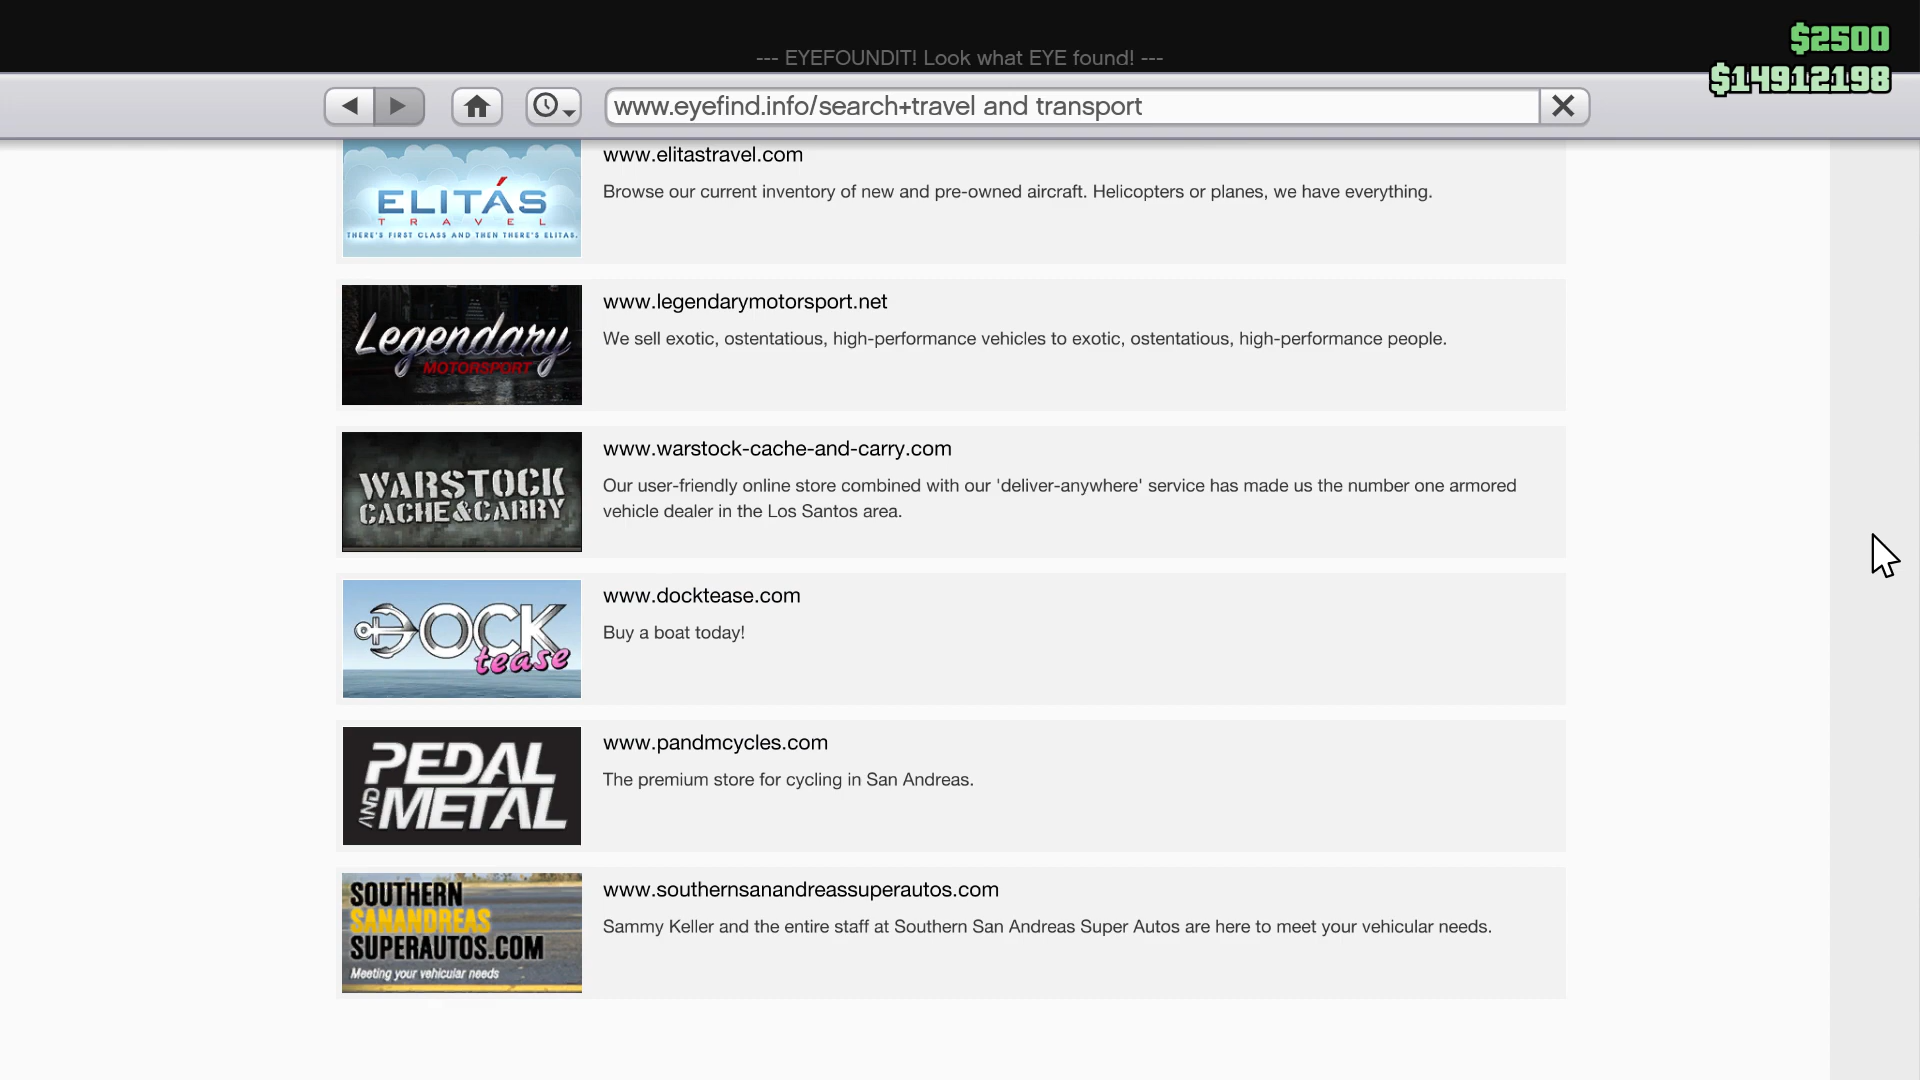 $2500
--- EYEFOUNDIT! Look what EYE found! ---
$14912198
www.eyefind.info/search+travel and transport
ELITÁS
TRAVEL
THERE'S FIRST CLASS AND THEN THERE'S ELITAS.
www.elitastravel.com
Browse our current inventory of new and pre-owned aircraft. Helicopters or planes, we have everything.
Legendary
MOTORSPORT
www.legendarymotorsport.net
We sell exotic, ostentatious, high-performance vehicles to exotic, ostentatious, high-performance people.
WARSTOCK
CACHE&CARRY
www.warstock-cache-and-carry.com
Our user-friendly online store combined with our 'deliver-anywhere' service has made us the number one armored
vehicle dealer in the Los Santos area.
DOCK
tease
www.docktease.com
Buy a boat today!
PEDAL
AND METAL
www.pandmcycles.com
The premium store for cycling in San Andreas.
SOUTHERN
SANANDREAS
SUPERAUTOS.COM
Meeting your vehicular needs
www.southernsanandreassuperautos.com
Sammy Keller and the entire staff at Southern San Andreas Super Autos are here to meet your vehicular needs.